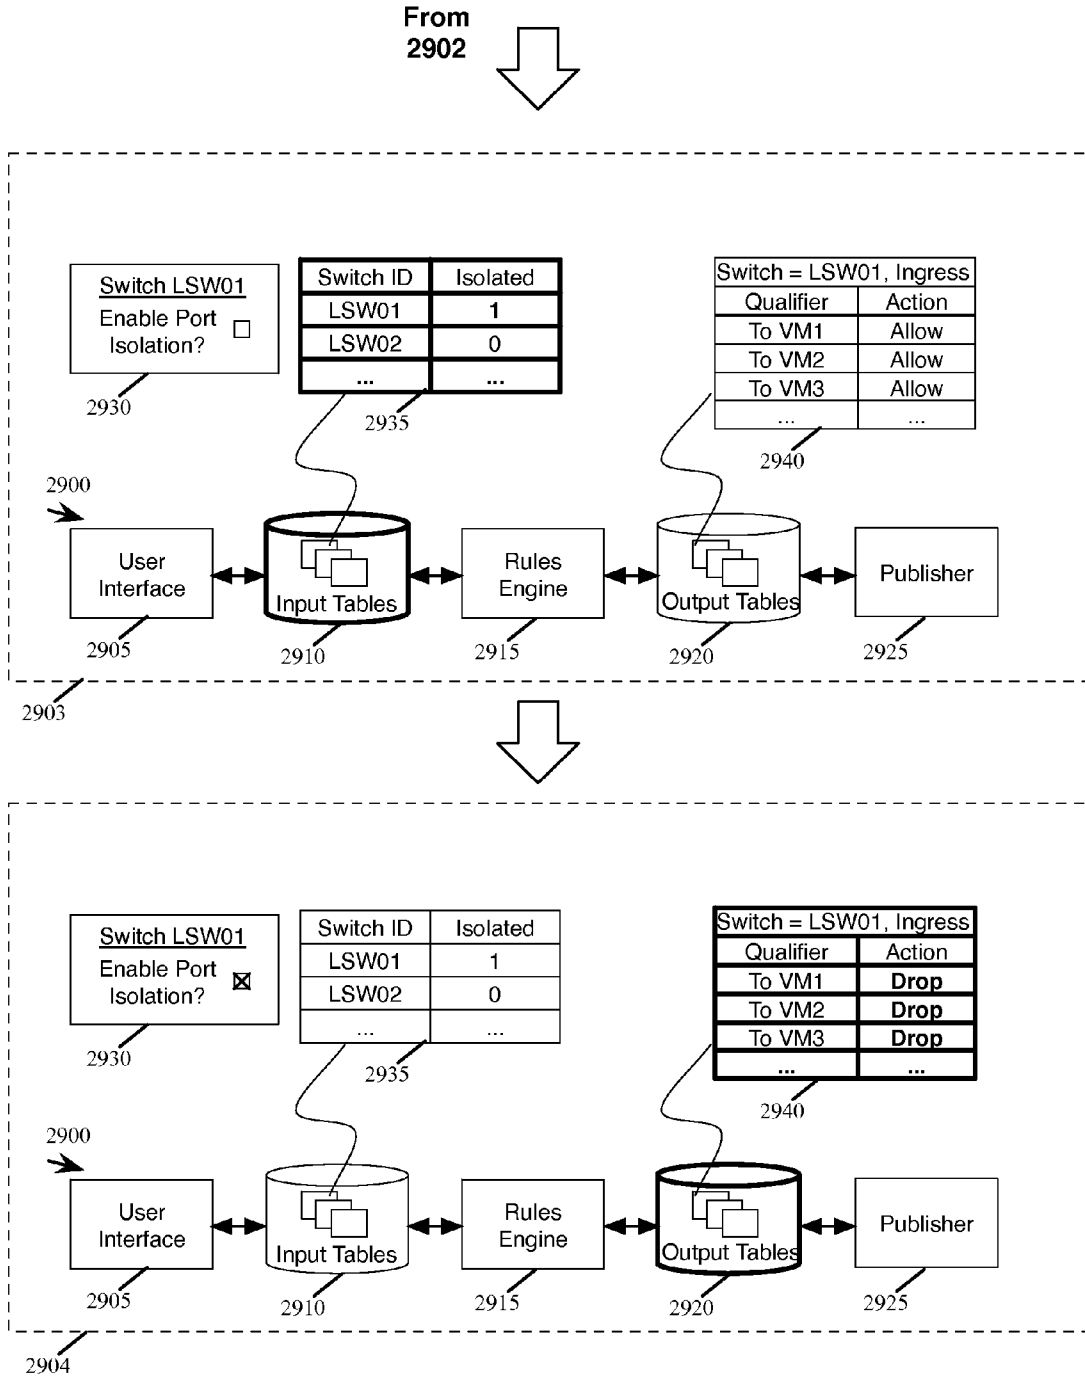 From
2902
Switch LSW01
Enable Port
Isolation?
2930
Switch ID Isolated
LSW01 1
LSW02 0
... ...
2935
Switch = LSW01, Ingress
Qualifier Action
To VM1 Allow
To VM2 Allow
To VM3 Allow
... ...
2940
2900
User
Interface
Input Tables
Rules
Engine
Output Tables
Publisher
2905
2910
2915
2920
2925
2903
Switch LSW01
Enable Port
Isolation?
2930
Switch ID Isolated
LSW01 1
LSW02 0
... ...
2935
Switch = LSW01, Ingress
Qualifier Action
To VM1 Drop
To VM2 Drop
To VM3 Drop
... ...
2940
2900
User
Interface
Input Tables
Rules
Engine
Output Tables
Publisher
2905
2910
2915
2920
2925
2904